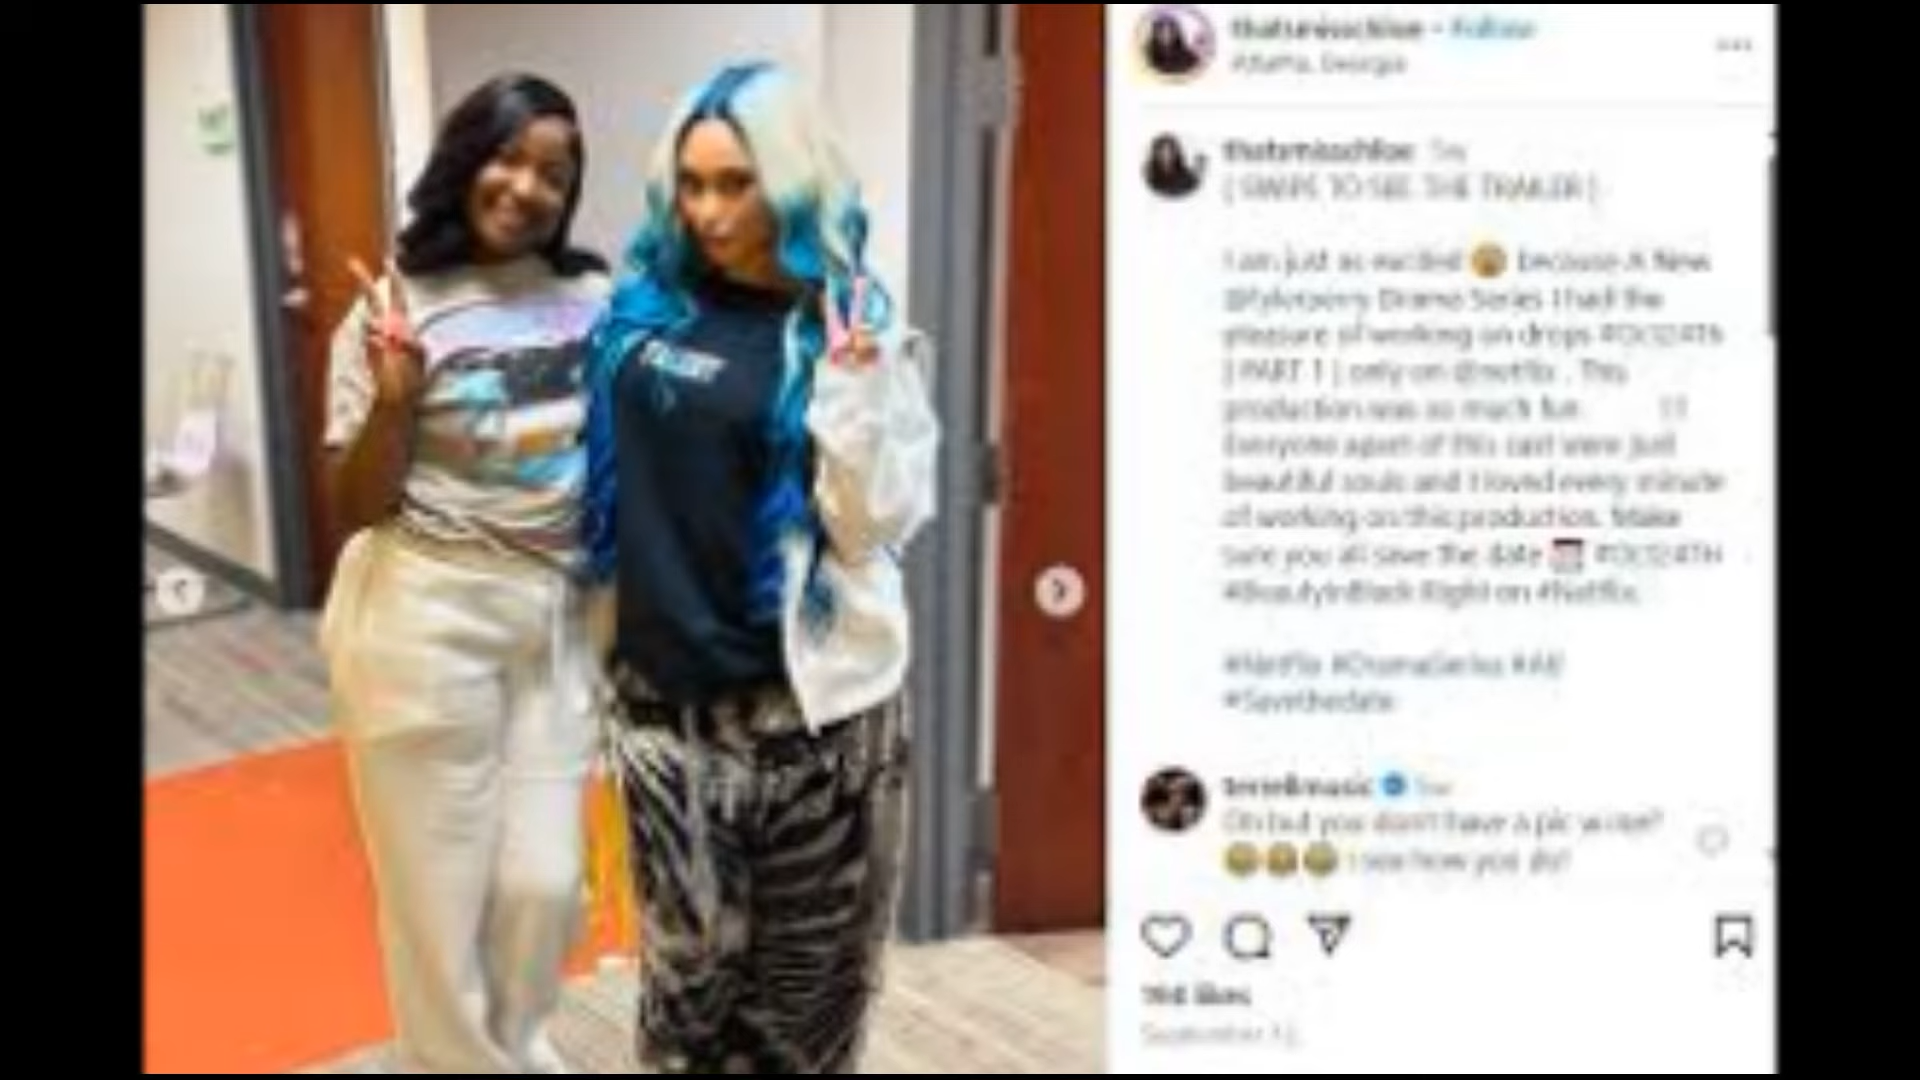 thatsmisschloe • Follow
Atlanta, Georgia
thatsmisschloe
[ SWIPE TO SEE THE TRAILER ]
I am just as excited because A New
@tylerperry Drama Series I had the
pleasure of working on drops #OCT24TH
[ PART 1 ] only on @netflix . This
production was so much fun !!
Everyone apart of this cast were just
beautiful souls and I loved every minute
of working on this production. Make
sure you all save the date #OCT24TH
#BeautyInBlack Right on #Netflix.
#Netflix #DramaSeries
#Savethedate
Oh but you don't have a pic w me?
I see how you do!
likes
September